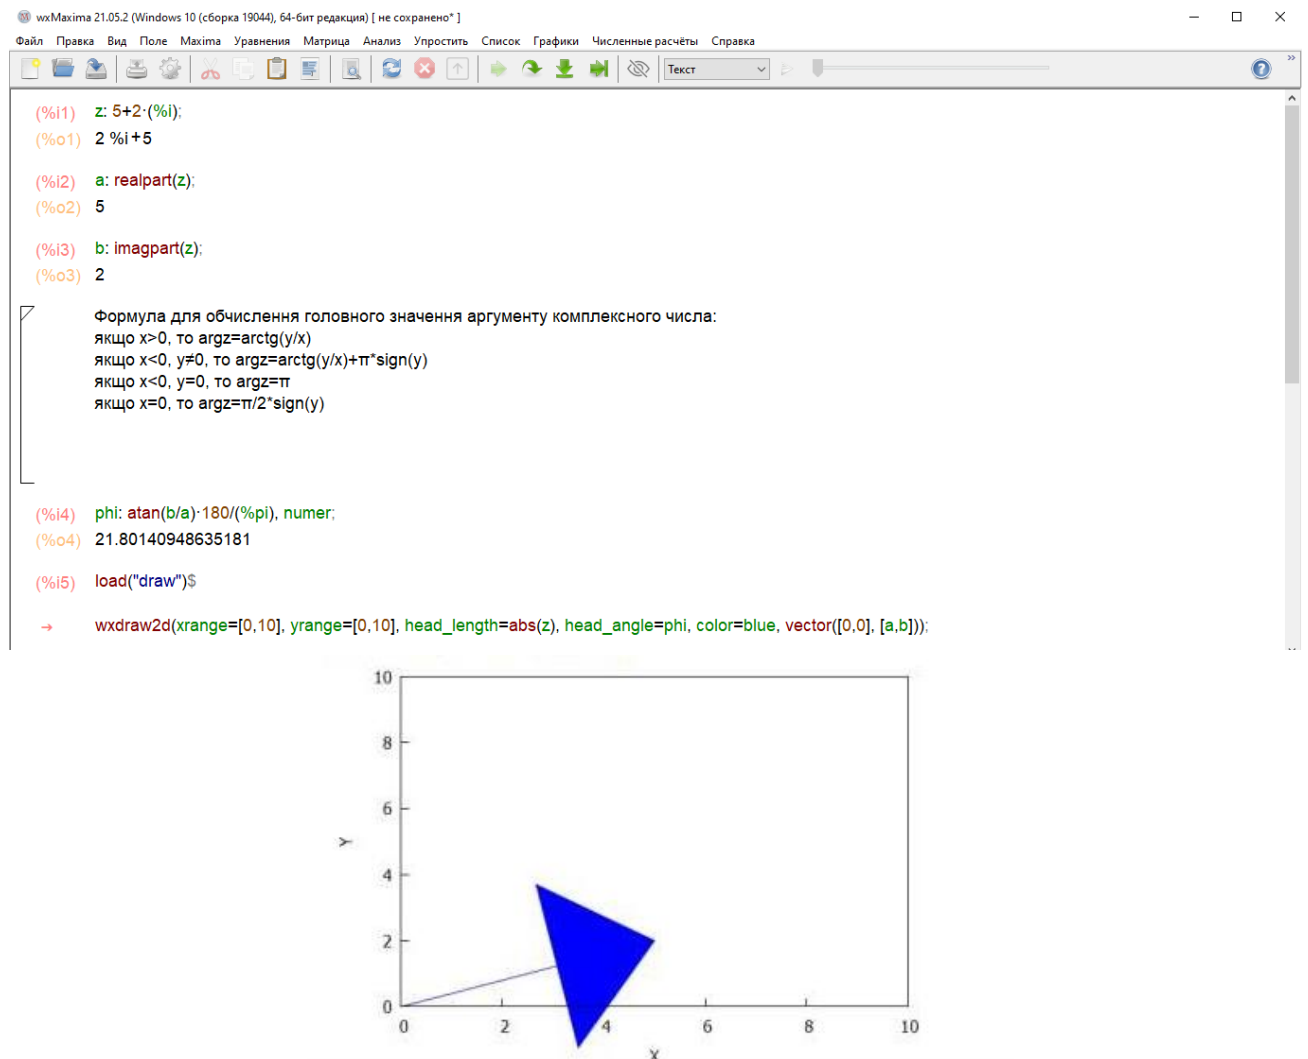 wxMaxima 21.05.2 (Windows 10 (сборка 19044), 64-бит редакция) [ не сохранено* ]
Файл Правка Вид Поле Maxima Уравнения Матрица Анализ Упростить Список Графики Численные расчёты Справка
Текст
(%i1) z: 5+2·(%i);
(%o1) 2 %i+5
(%i2) a: realpart(z);
(%o2) 5
(%i3) b: imagpart(z);
(%o3) 2
Формула для обчислення головного значення аргументу комплексного числа:
якщо x>0, то argz=arctg(y/x)
якщо x<0, y≠0, то argz=arctg(y/x)+π*sign(y)
якщо x<0, y=0, то argz=π
якщо x=0, то argz=π/2*sign(y)
(%i4) phi: atan(b/a)·180/(%pi), numer;
(%o4) 21.80140948635181
(%i5) load("draw")$
→ wxdraw2d(xrange=[0,10], yrange=[0,10], head_length=abs(z), head_angle=phi, color=blue, vector([0,0], [a,b]));
10
8
6
Y
4
2
0
0 2 4 6 8 10
X